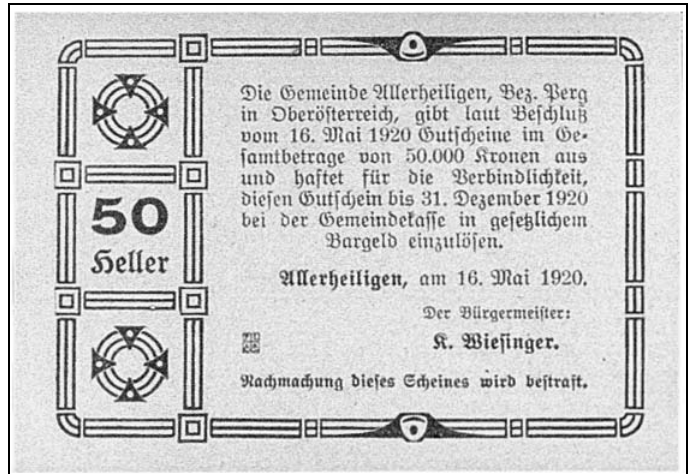 Die Gemeinde Allerheiligen, Bez. Perg
in Oberösterreich, gibt laut Beschluß
vom 16. Mai 1920 Gutscheine im Ge-
samtbetrage von 50.000 Kronen aus
und haftet für die Verbindlichkeit,
diesen Gutschein bis 31. Dezember 1920
bei der Gemeindekasse in gesetzlichem
Bargeld einzulösen.
50
Heller
Allerheiligen, am 16. Mai 1920.
Der Bürgermeister:
K. Wiesinger.
Nachmachung dieses Scheines wird bestraft.